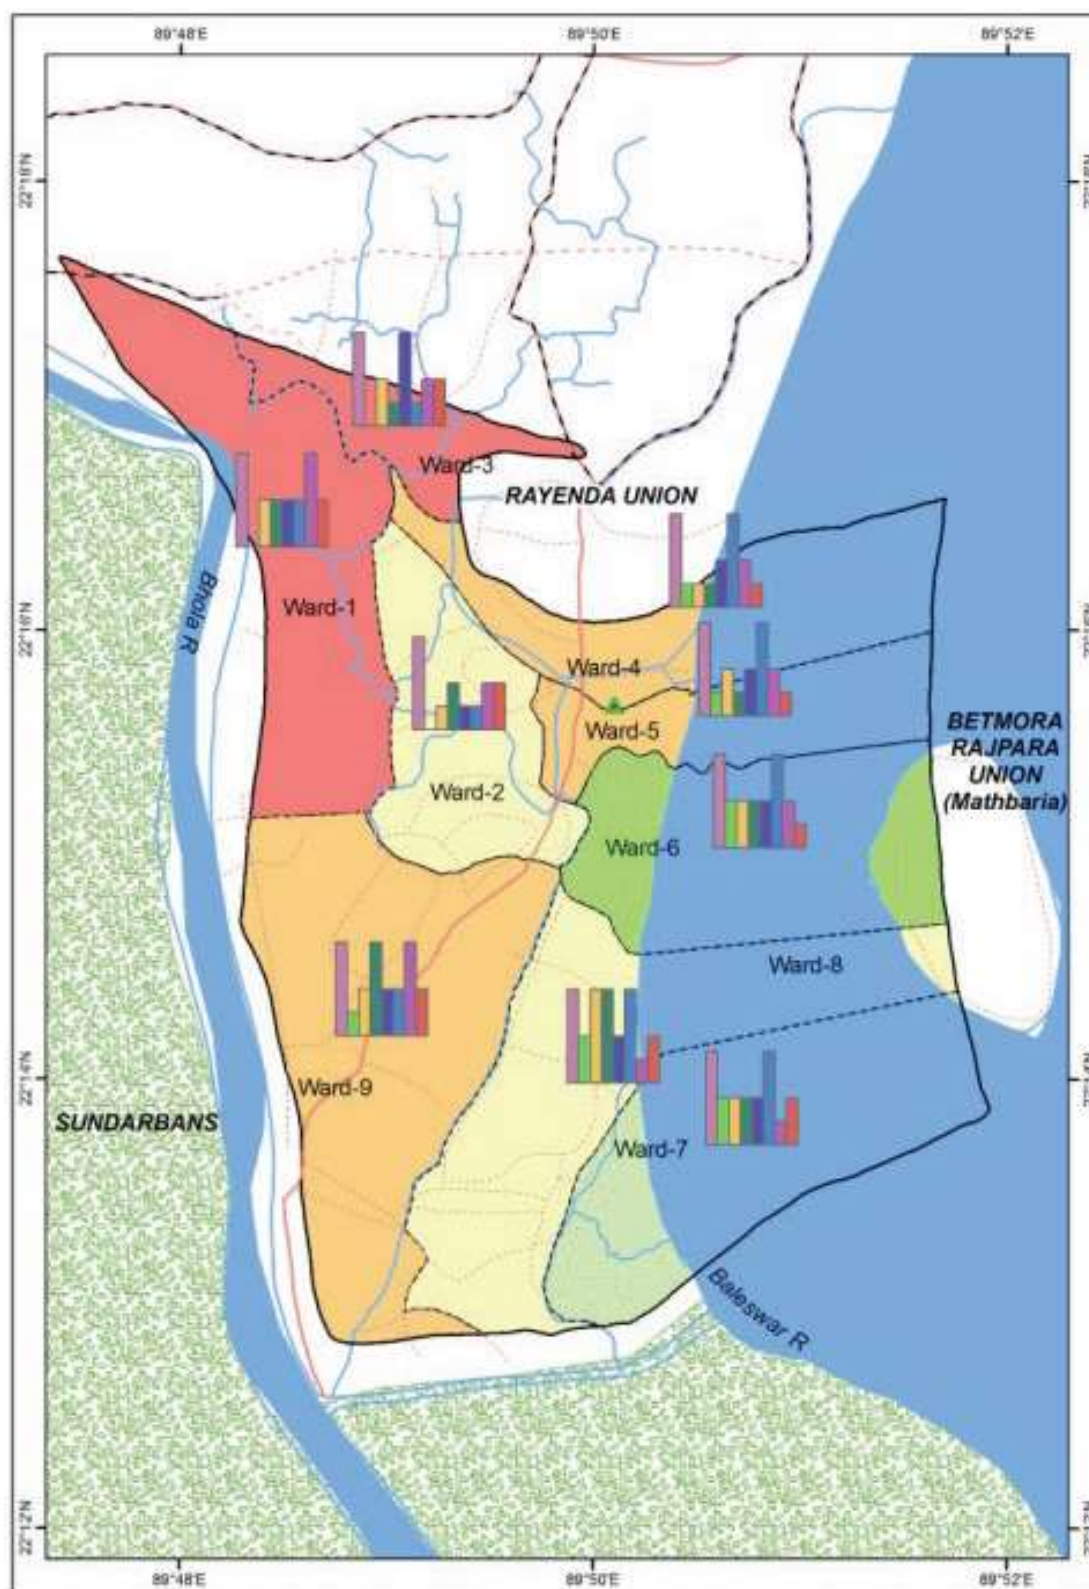 89°48'E
89°50'E
89°52'E
22°18'N
Ward-3
RAYENDA UNION
Bhola R
Ward-1
22°16'N
Ward-4
Ward-5
BETMORA
RAJPARA
UNION
(Mathbaria)
Ward-2
Ward-6
Ward-8
22°14'N
Ward-9
SUNDARBANS
Ward-7
Baleswar R
22°12'N
89°48'E
89°50'E
89°52'E